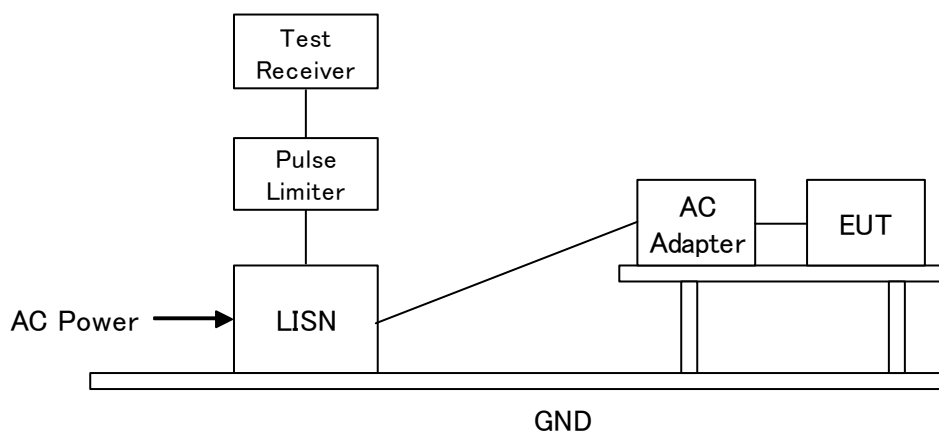 Test
Receiver
Pulse
Limiter
AC
Adapter
EUT
AC Power
LISN
GND